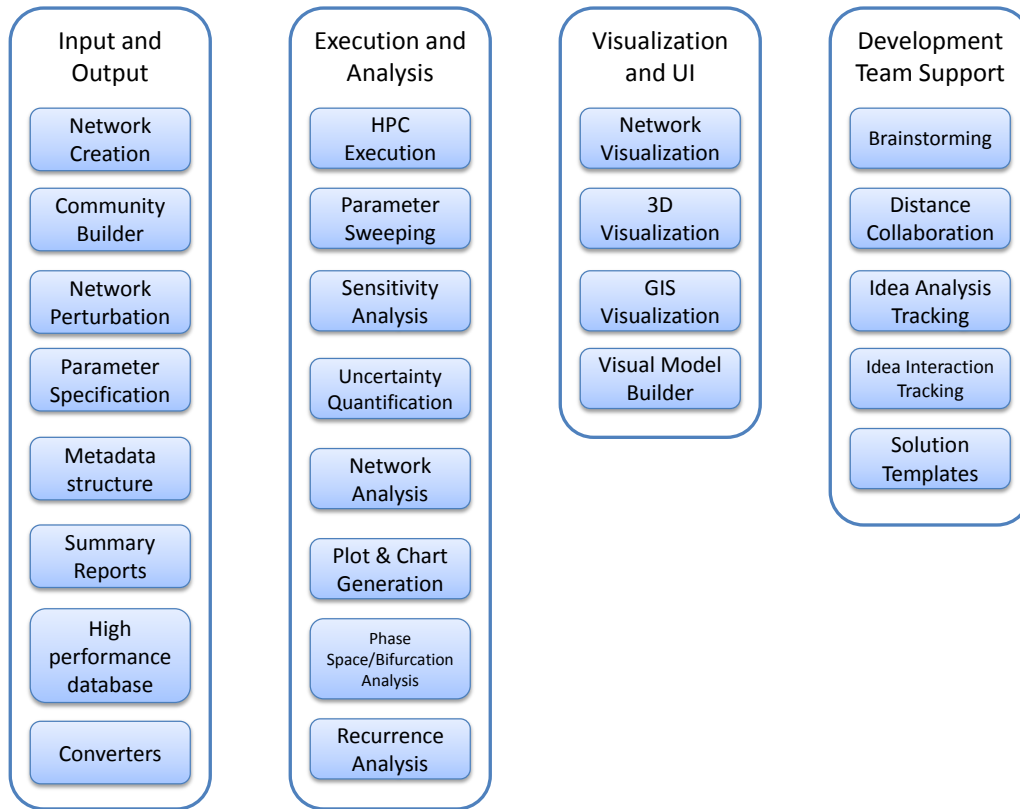 Input and
Output
Network
Creation
Community
Builder
Network
Perturbation
Parameter
Specification
Metadata
structure
Summary
Reports
High
performance
database
Converters
Execution and
Analysis
HPC
Execution
Parameter
Sweeping
Sensitivity
Analysis
Uncertainty
Quantification
Network
Analysis
Plot & Chart
Generation
Phase
Space/Bifurcation
Analysis
Recurrence
Analysis
Visualization
and UI
Network
Visualization
3D
Visualization
GIS
Visualization
Visual Model
Builder
Development
Team Support
Brainstorming
Distance
Collaboration
Idea Analysis
Tracking
Idea Interaction
Tracking
Solution
Templates